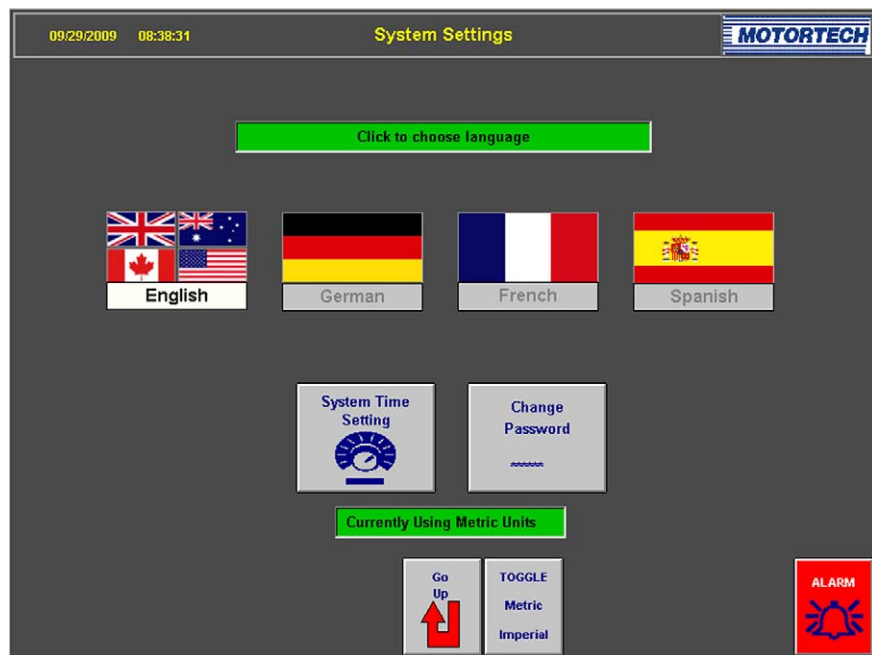 09/29/2009 08:38:31 System Settings MOTORTECH
Click to choose language
English German French Spanish
System Time
Setting
Change
Password
******
Currently Using Metric Units
Go
Up
TOGGLE
Metric
Imperial
ALARM